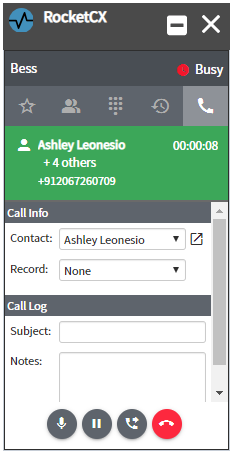 RocketCX
Bess
Busy
Ashley Leonesio 00:00:08
+ 4 others
+912067260709
Call Info
Contact: Ashley Leonesio
Record: None
Call Log
Subject:
Notes: